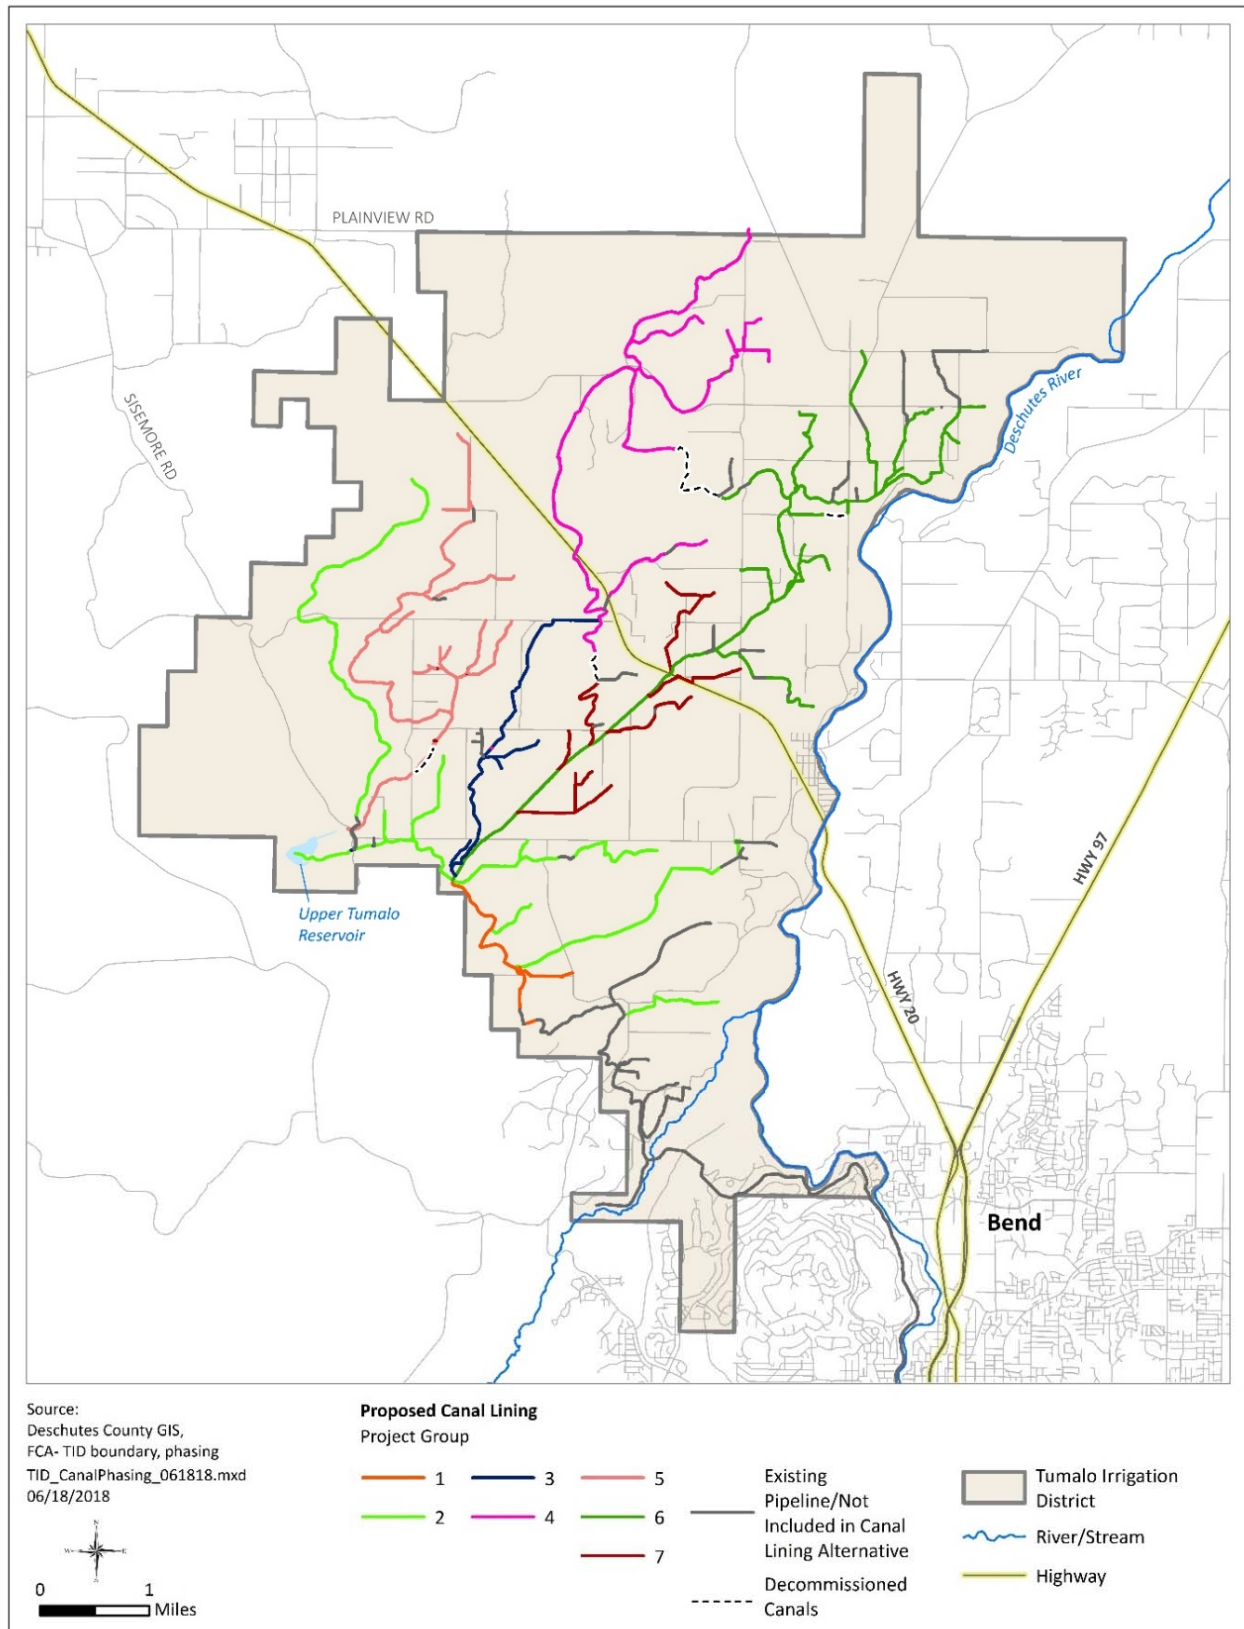 PLAINVIEW RD
SISEMORE RD
Deschutes River
HWY 97
Upper Tumalo
Reservoir
HWY 20
Bend
Source:
Deschutes County GIS,
FCA- TID boundary, phasing
TID_CanalPhasing_061818.mxd
06/18/2018
N
W
E
S
0 1
Miles
Proposed Canal Lining
Project Group
1
2
3
4
5
6
7
Existing
Pipeline/Not
Included in Canal
Lining Alternative
Decommissioned
Canals
Tumalo Irrigation
District
River/Stream
Highway